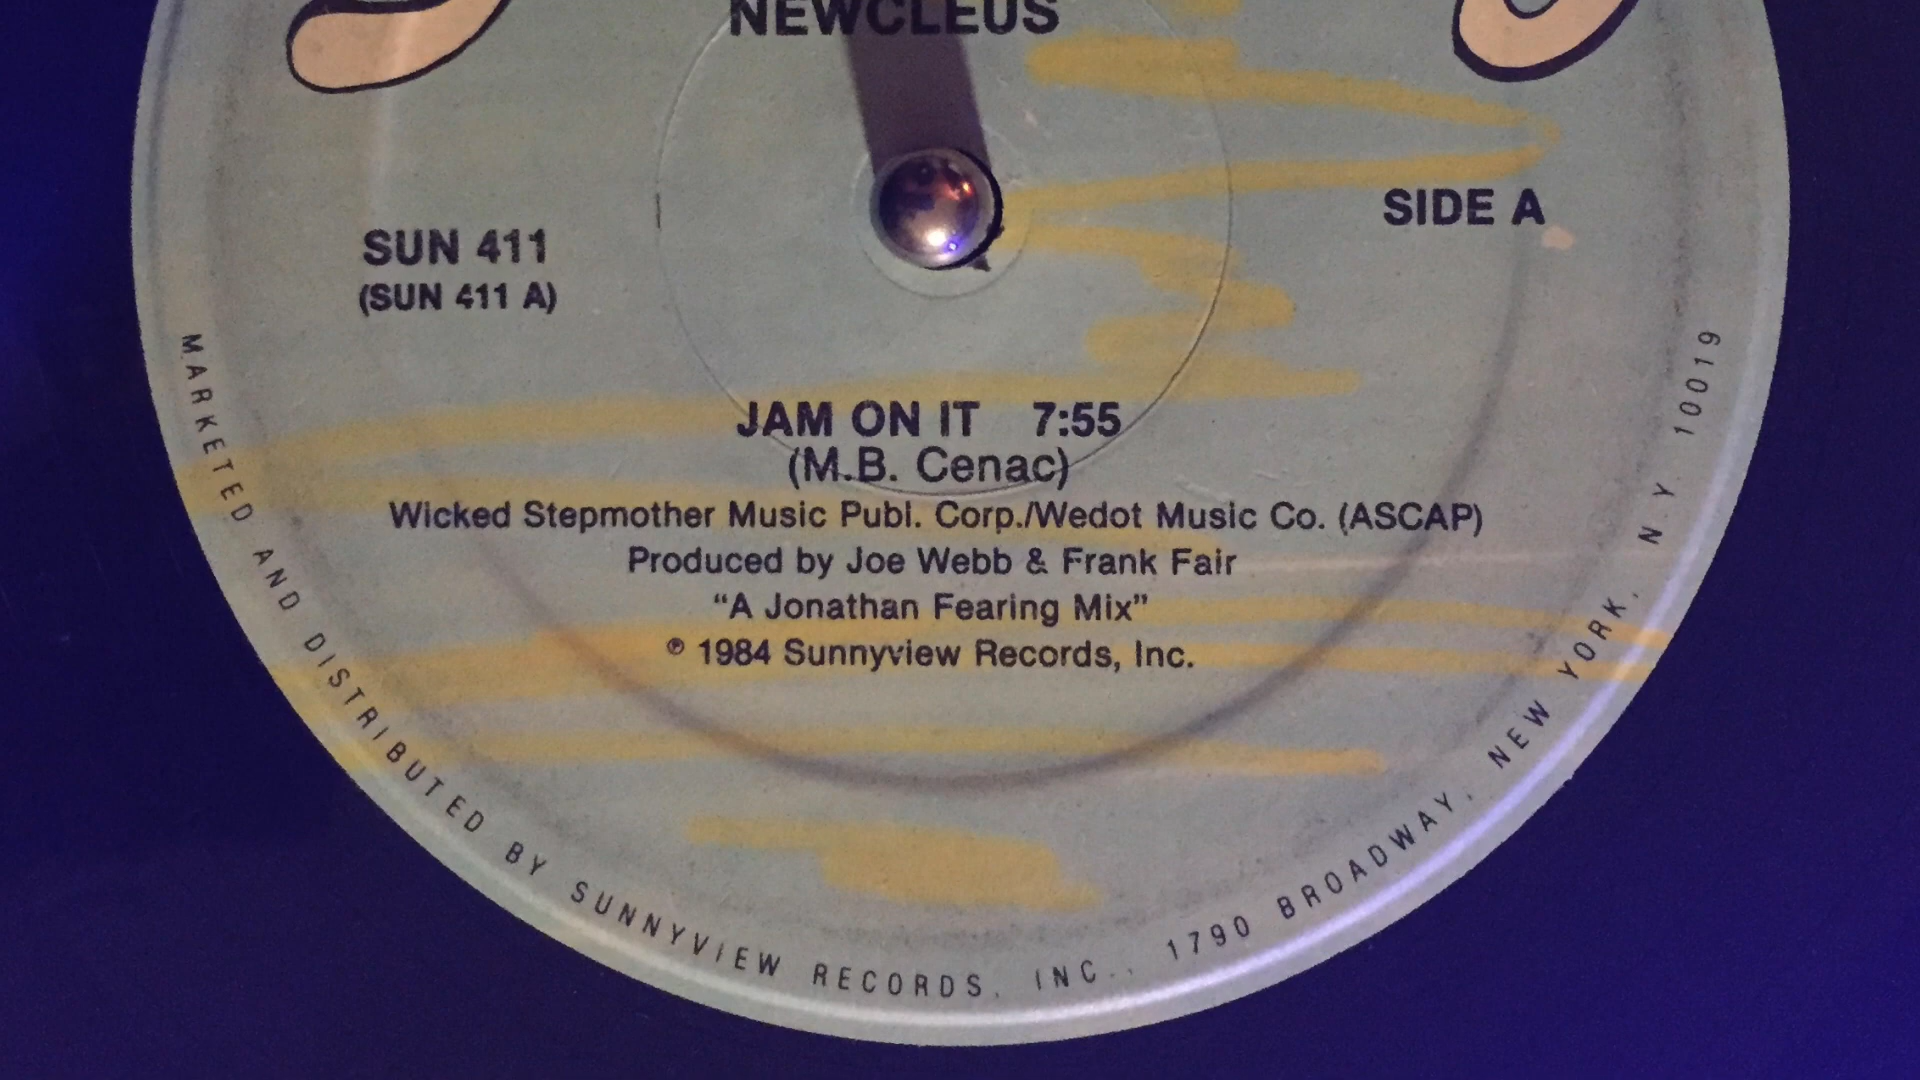 NEWCLEUS
SUN 411
(SUN 411 A)
SIDE A
JAM ON IT 7:55
(M.B. Cenac)
Wicked Stepmother Music Publ. Corp./Wedot Music Co. (ASCAP)
Produced by Joe Webb & Frank Fair
“A Jonathan Fearing Mix”
℗ 1984 Sunnyview Records, Inc.
MARKETED AND DISTRIBUTED BY SUNNYVIEW RECORDS, INC., 1790 BROADWAY, NEW YORK, N.Y. 10019